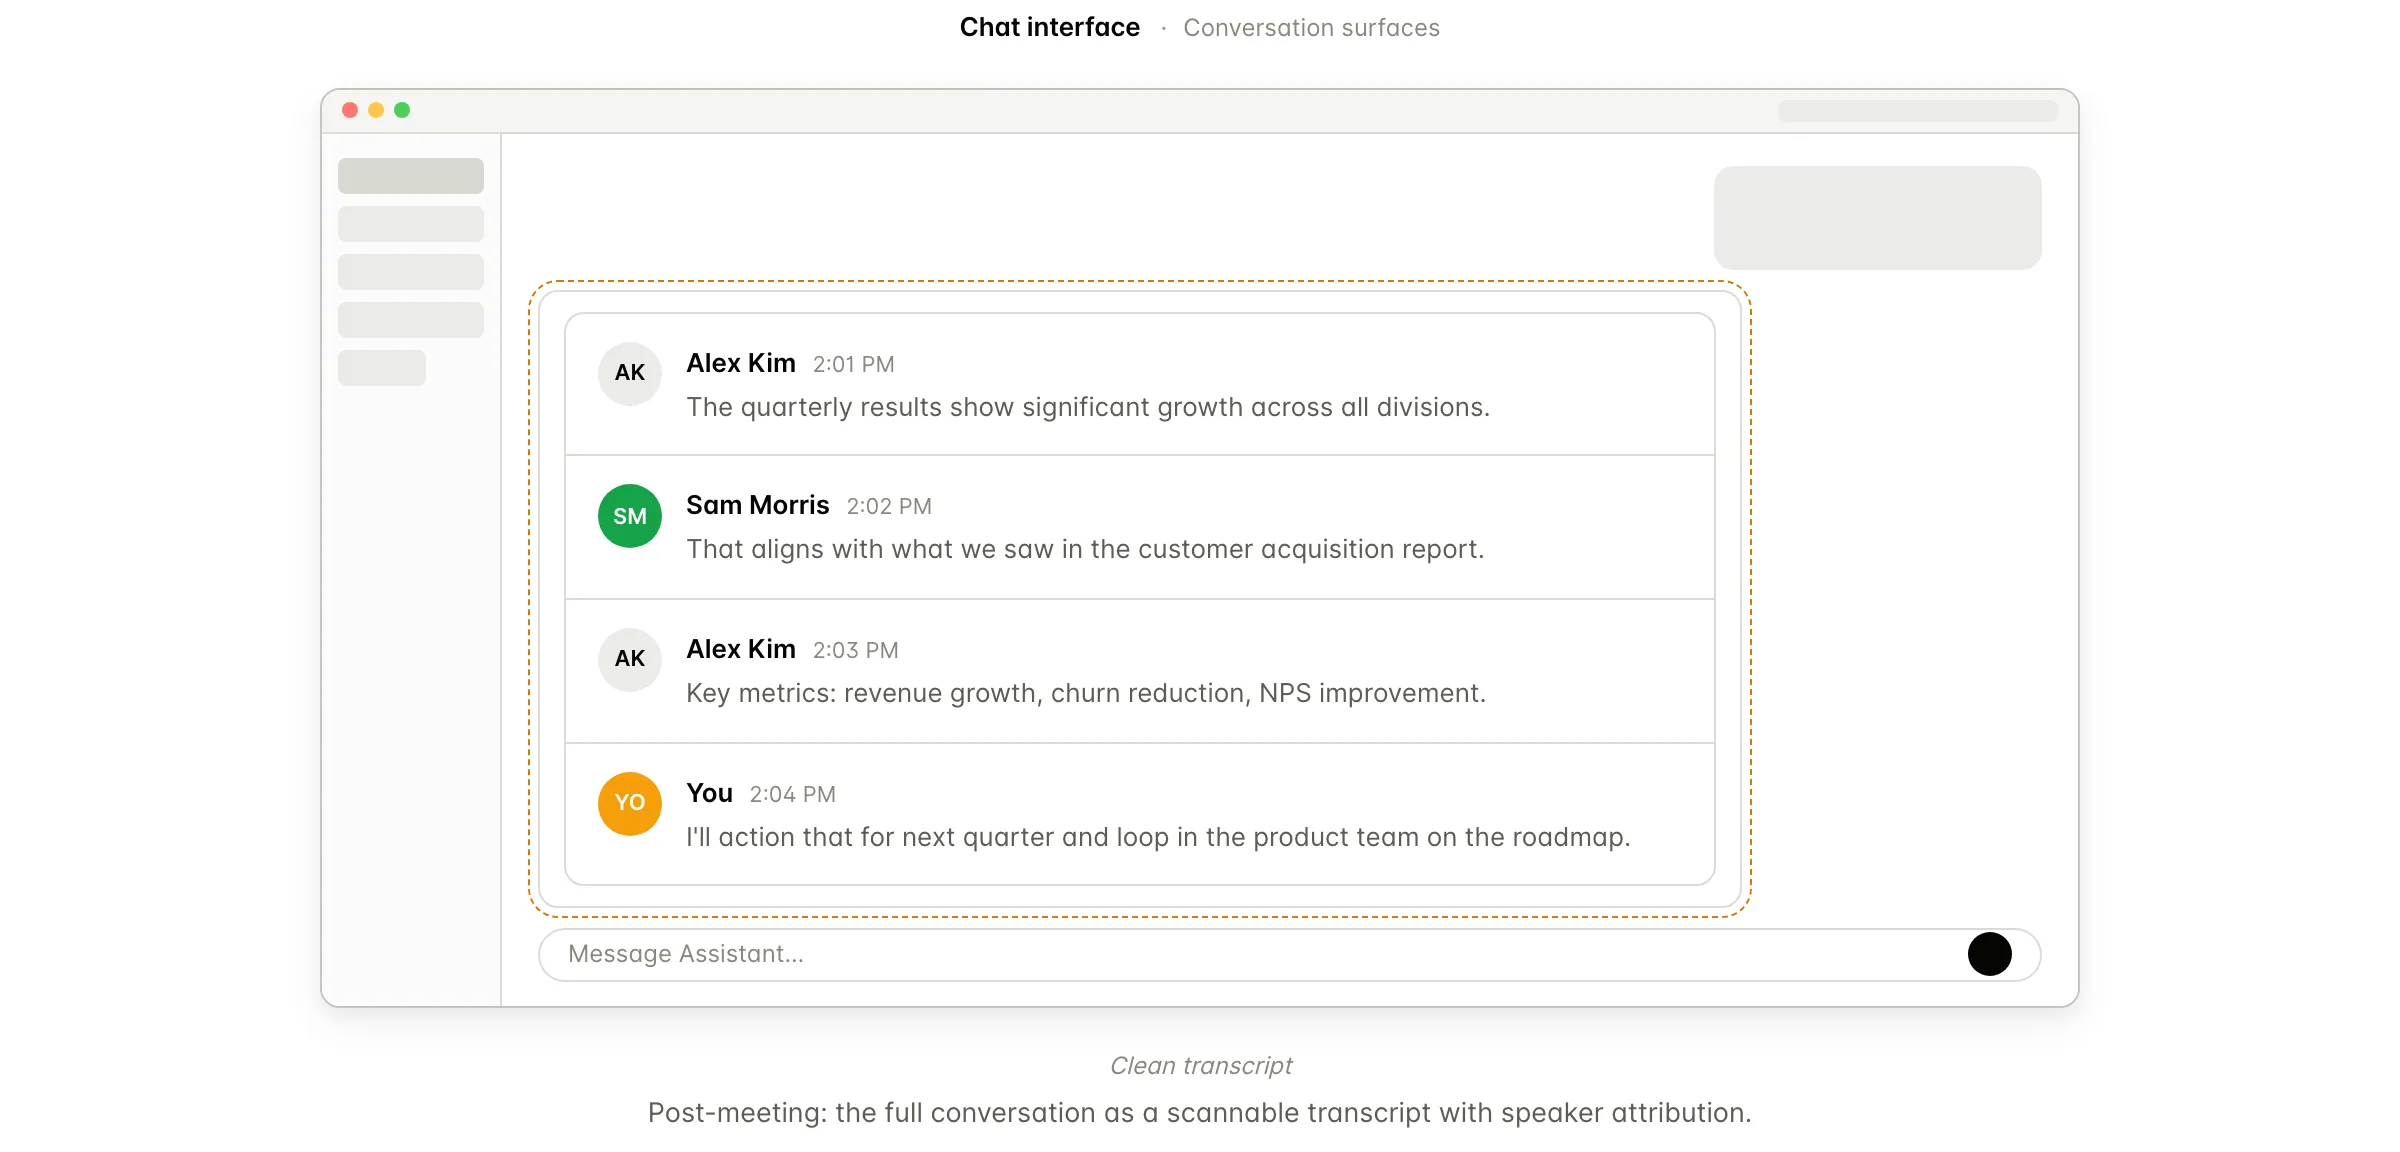 Chat interface · Conversation surfaces
AK
Alex Kim 2:01 PM
The quarterly results show significant growth across all divisions.
SM
Sam Morris 2:02 PM
That aligns with what we saw in the customer acquisition report.
AK
Alex Kim 2:03 PM
Key metrics: revenue growth, churn reduction, NPS improvement.
YO
You 2:04 PM
I'll action that for next quarter and loop in the product team on the roadmap.
Message Assistant...
Clean transcript
Post-meeting: the full conversation as a scannable transcript with speaker attribution.